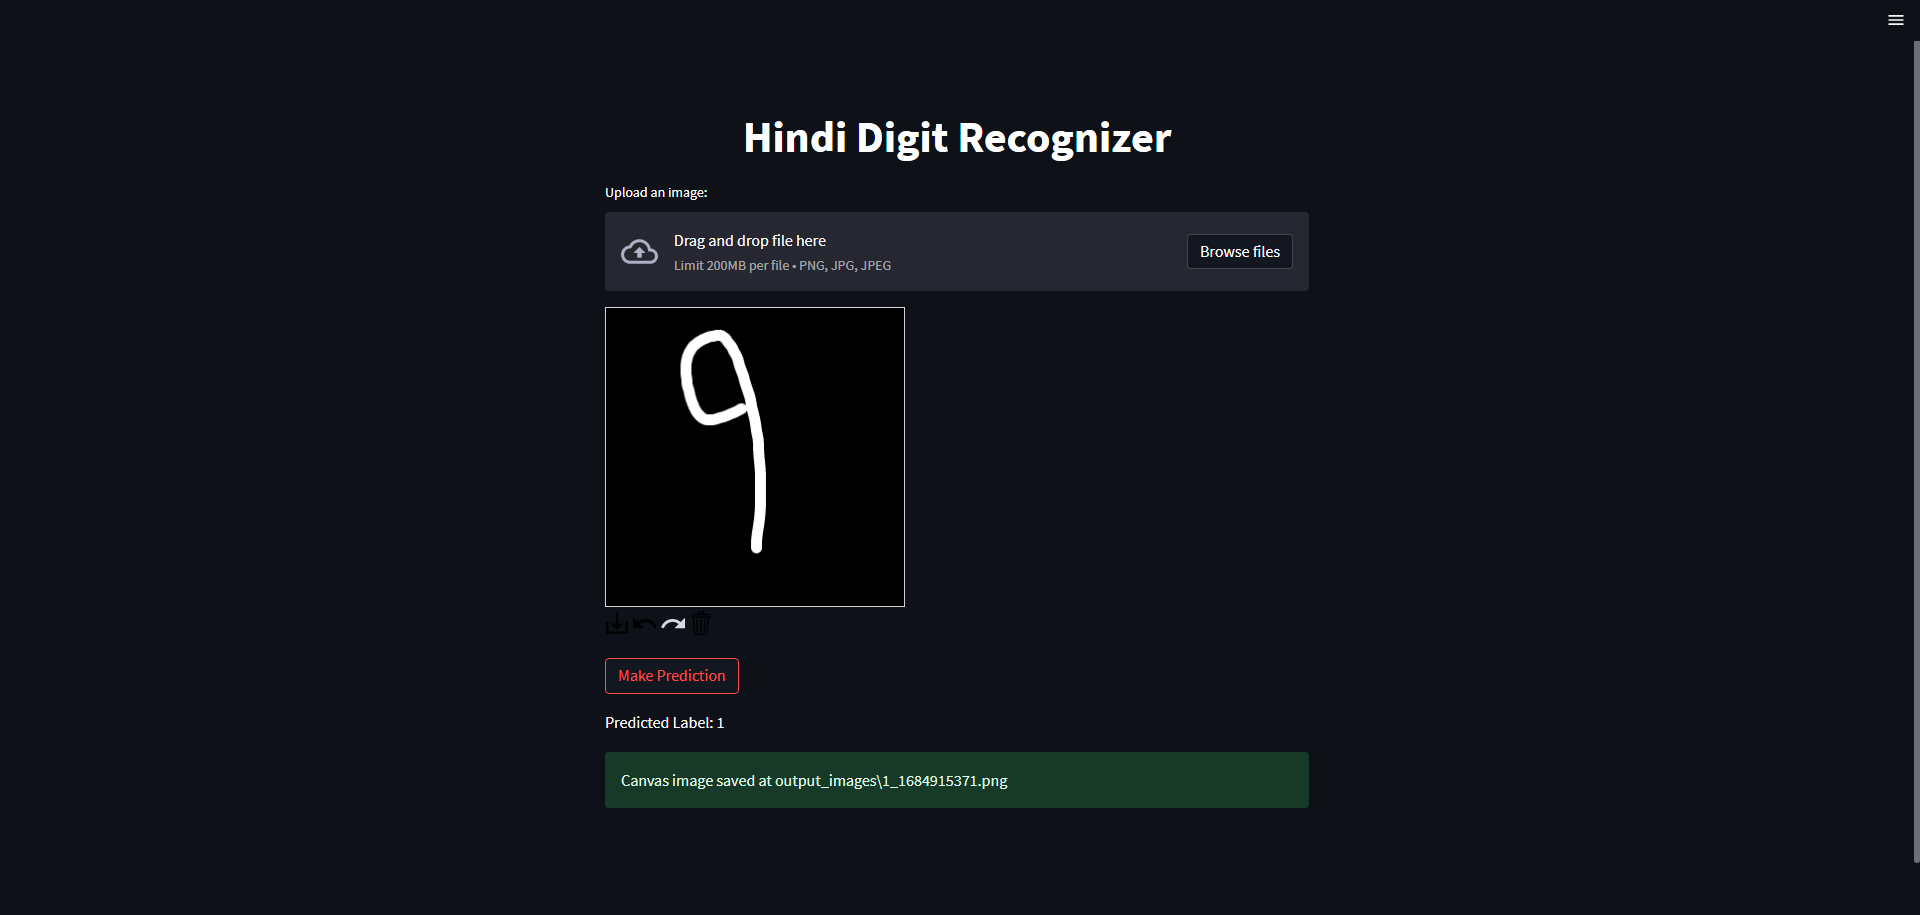 Hindi Digit Recognizer
Upload an image:
Drag and drop file here
Limit 200MB per file • PNG, JPG, JPEG
Browse files
१
Make Prediction
Predicted Label: 1
Canvas image saved at output_images\1_1684915371.png